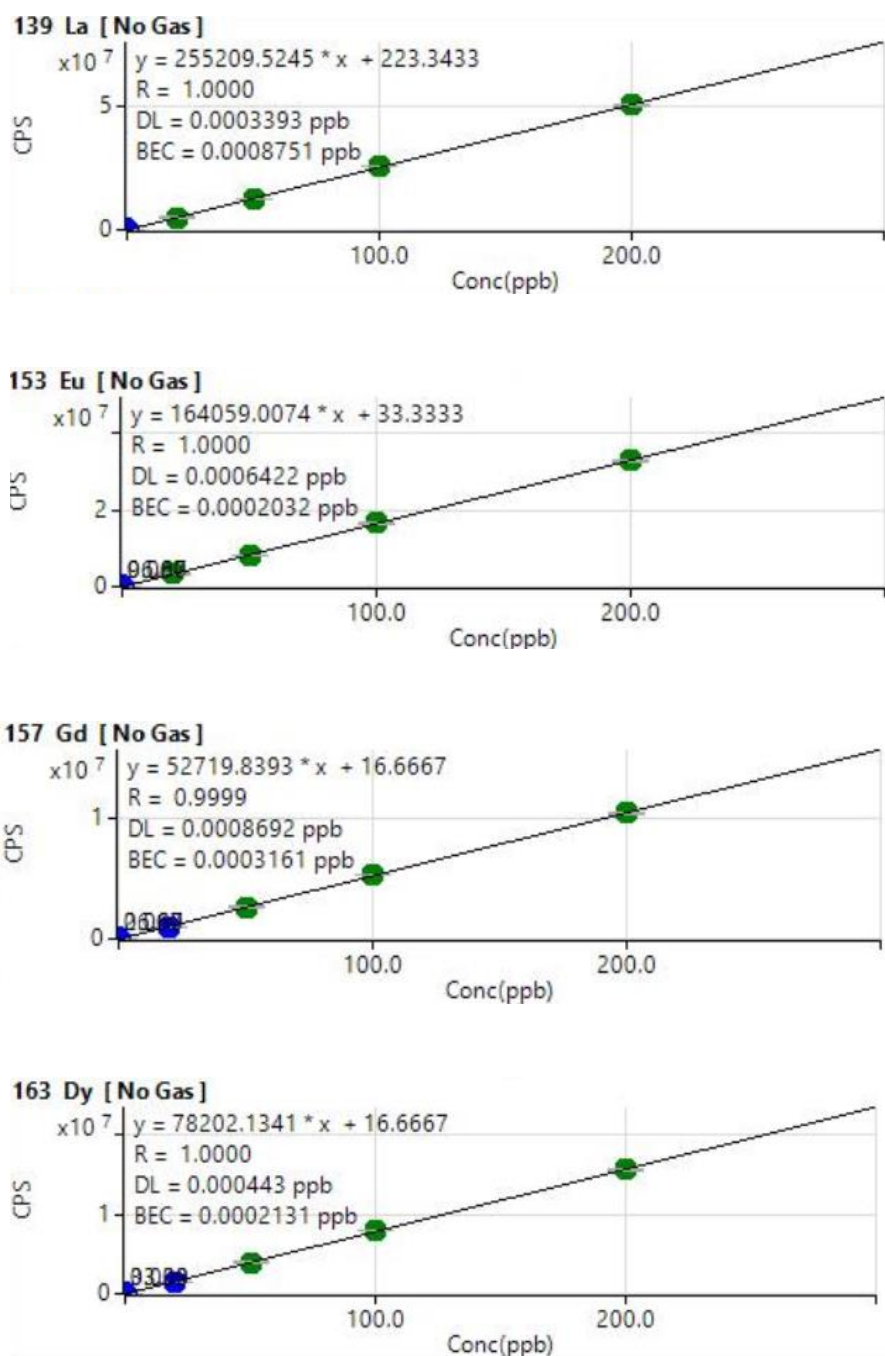 139 La [ No Gas ]
x10 7
y = 255209.5245 * x + 223.3433
R = 1.0000
DL = 0.0003393 ppb
BEC = 0.0008751 ppb
CPS
5
0
100.0
200.0
Conc(ppb)
153 Eu [ No Gas ]
x10 7
y = 164059.0074 * x + 33.3333
R = 1.0000
DL = 0.0006422 ppb
BEC = 0.0002032 ppb
CPS
2
0
100.0
200.0
Conc(ppb)
157 Gd [ No Gas ]
x10 7
y = 52719.8393 * x + 16.6667
R = 0.9999
DL = 0.0008692 ppb
BEC = 0.0003161 ppb
CPS
1
0
100.0
200.0
Conc(ppb)
163 Dy [ No Gas ]
x10 7
y = 78202.1341 * x + 16.6667
R = 1.0000
DL = 0.000443 ppb
BEC = 0.0002131 ppb
CPS
1
0
100.0
200.0
Conc(ppb)